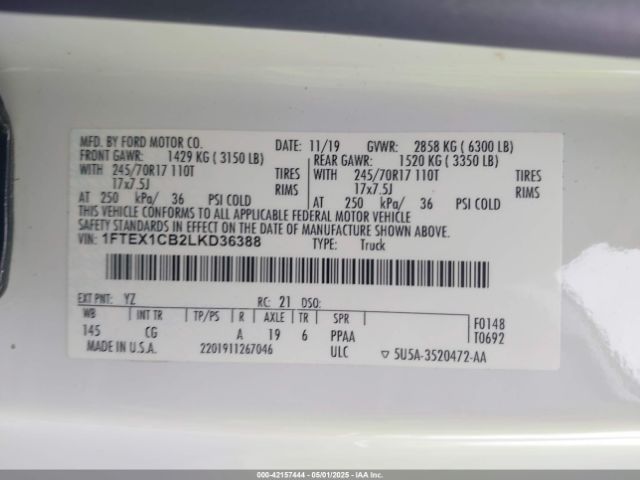 MFD. BY FORD MOTOR CO. DATE: 11/19 GVWR: 2858 KG ( 6300 LB)
FRONT GAWR: 1429 KG ( 3150 LB) REAR GAWR: 1520 KG ( 3350 LB)
WITH 245/70R17 110T TIRES WITH 245/70R17 110T TIRES
17x7.5J RIMS 17x7.5J RIMS
AT 250 kPa/ 36 PSI COLD AT 250 kPa/ 36 PSI COLD
THIS VEHICLE CONFORMS TO ALL APPLICABLE FEDERAL MOTOR VEHICLE
SAFETY STANDARDS IN EFFECT ON THE DATE OF MANUFACTURE SHOWN ABOVE.
VIN: 1FTEX1CB2LKD36388 TYPE: Truck
EXT PNT: YZ RC: 21 DSO:
WB INT TR TP/PS R AXLE TR SPR F0148
145 CG A 19 6 PPAA T0692
MADE IN U.S.A. 2201911267046 ULC ▽ 5U5A-3520472-AA
000-42157444 - 05/01/2025 - IAAI.COM